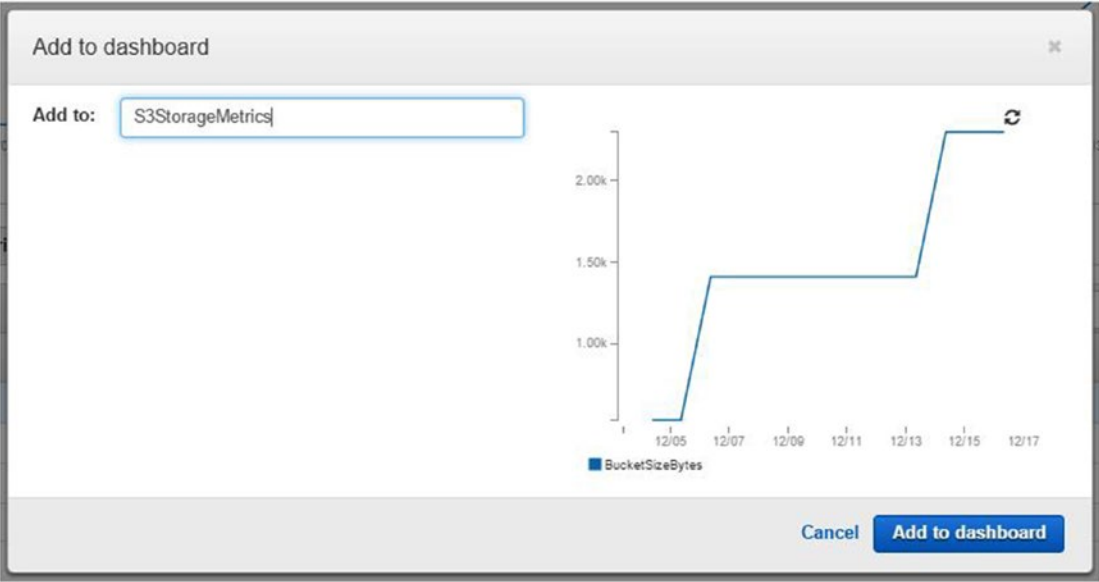 Add to dashboard
×
Add to: S3StorageMetrics
2.00k
1.50k
1.00k
12/05 12/07 12/09 12/11 12/13 12/15 12/17
BucketSizeBytes
Cancel Add to dashboard